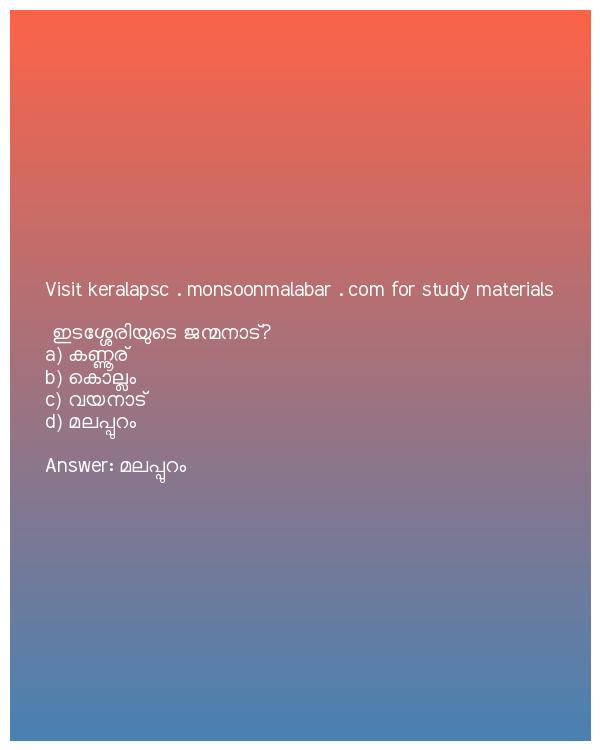 Visit keralapsc . monsoonmalabar . com for study materials
ഇടശ്ശേരിയുടെ ജന്മനാട്?
a) കണ്ണൂര്
b) കൊല്ലം
c) വയനാട്
d) മലപ്പുറം
Answer: മലപ്പുറം